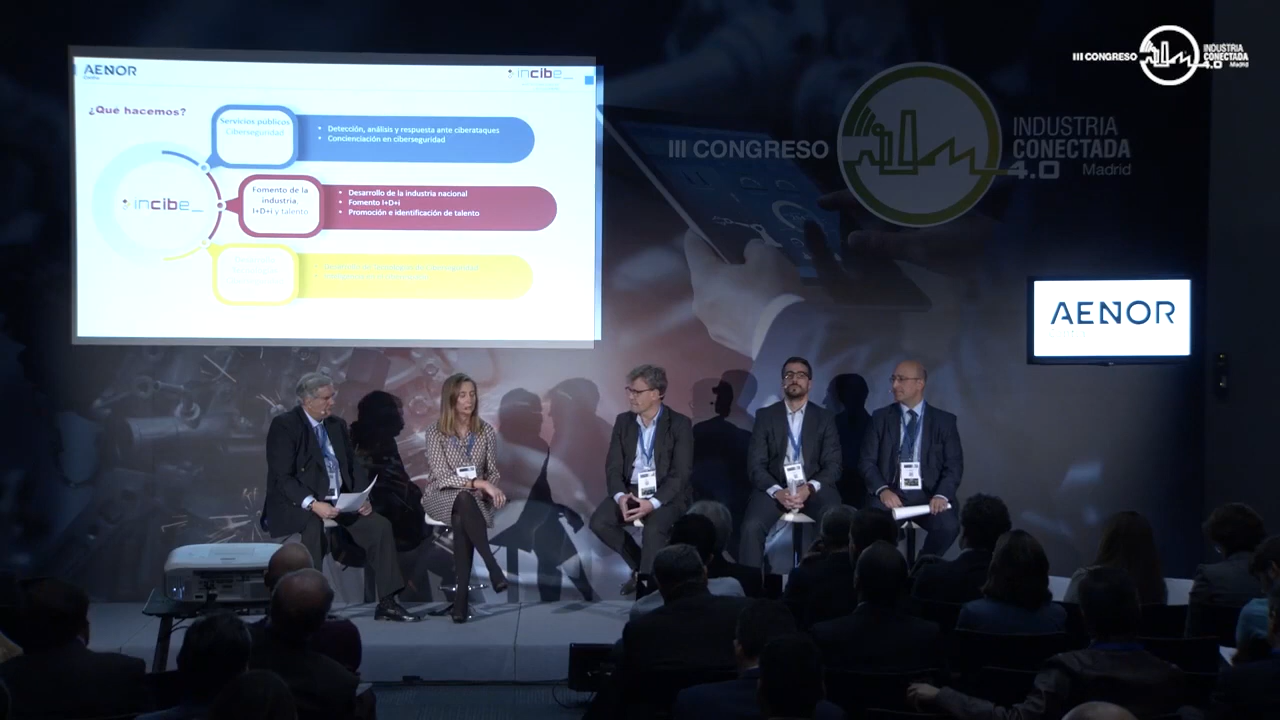 AENOR
incibe_
¿Qué hacemos?
Servicios públicos
Ciberseguridad
• Detección, análisis y respuesta ante ciberataques
• Concienciación en ciberseguridad
incibe_
Fomento de la
industria,
I+D+i y talento
• Desarrollo de la industria nacional
• Fomento I+D+i
• Promoción e identificación de talento
III CONGRESO
INDUSTRIA
CONECTADA
4.0 Madrid
III CONGRESO
INDUSTRIA
CONECTADA
4.0 Madrid
AENOR